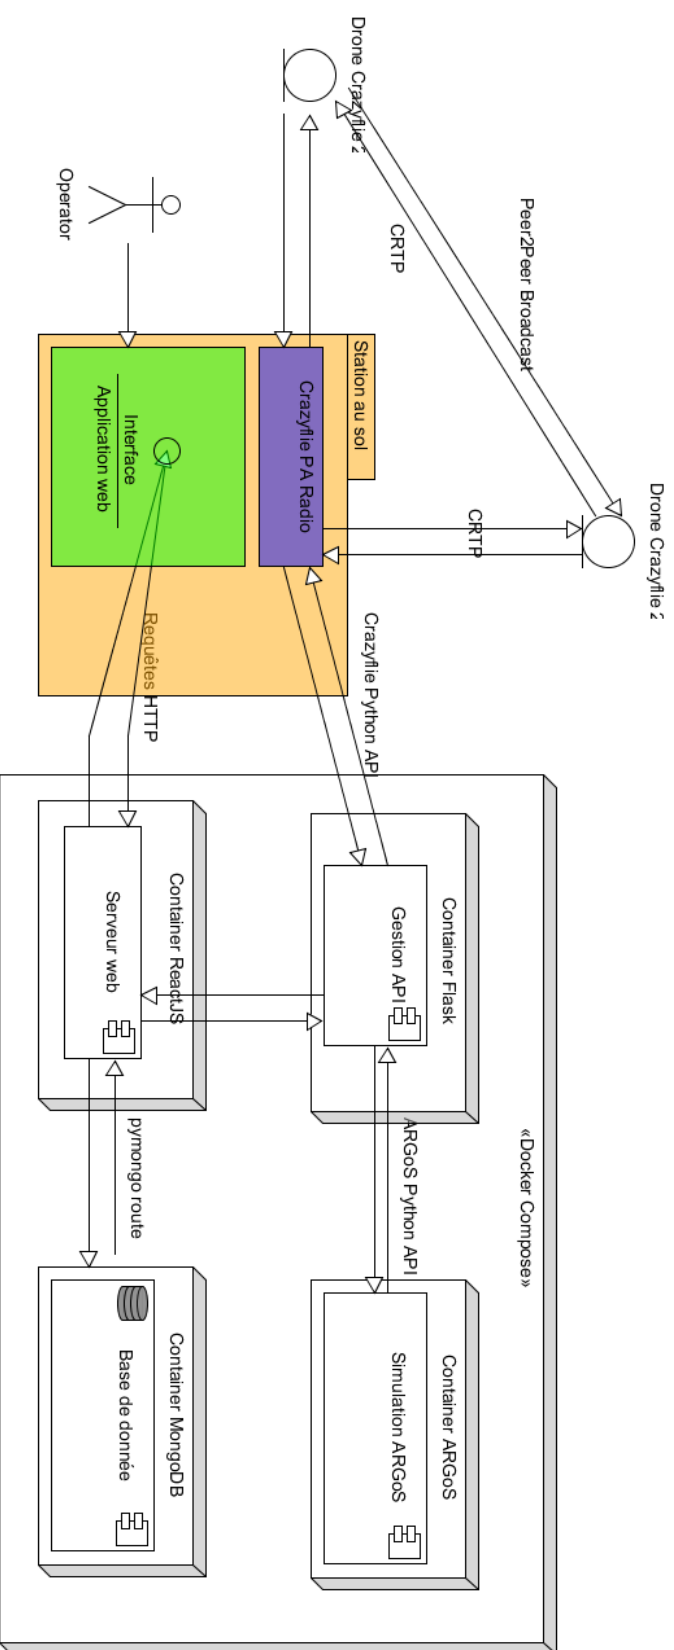 Drone Crazyflie 2
Drone Crazyflie 2
Peer2Peer Broadcast
CRTP
CRTP
Operator
Station au sol
Crazyflie PA Radio
Interface
Application web
Crazyflie Python API
Requêtes HTTP
«Docker Compose»
Container Flask
Gestion API
Container ReactJS
Serveur web
ARGoS Python API
pymongo route
Container ARGoS
Simulation ARGoS
Container MongoDB
Base de donnée